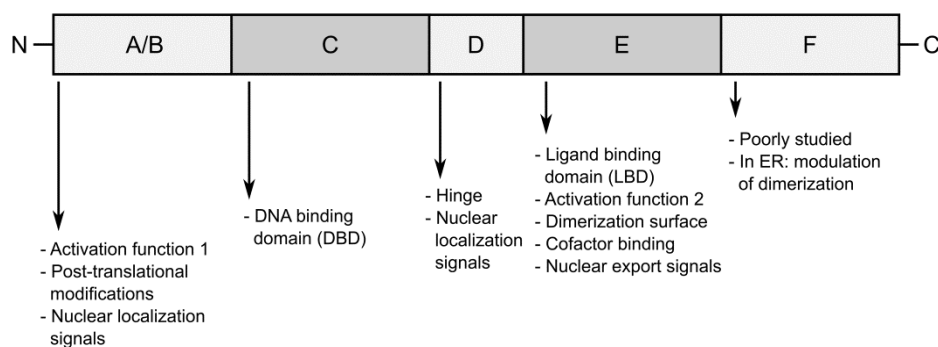 N A/B C D E F C
- Activation function 1
- Post-translational
modifications
- Nuclear localization
signals
- DNA binding
domain (DBD)
- Hinge
- Nuclear
localization
signals
- Ligand binding
domain (LBD)
- Activation function 2
- Dimerization surface
- Cofactor binding
- Nuclear export signals
- Poorly studied
- In ER: modulation
of dimerization